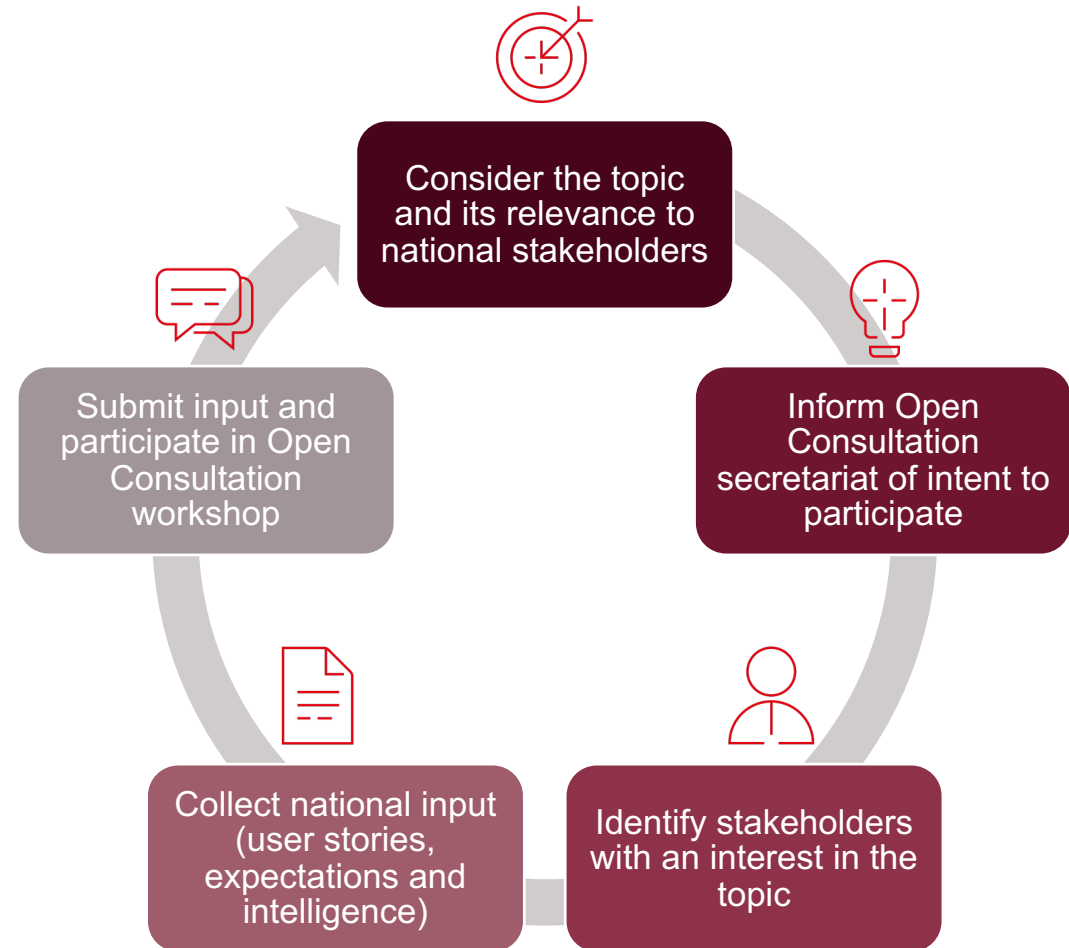 Consider the topic
and its relevance to
national stakeholders
Inform Open
Consultation
secretariat of intent to
participate
Identify stakeholders
with an interest in the
topic
Collect national input
(user stories,
expectations and
intelligence)
Submit input and
participate in Open
Consultation
workshop